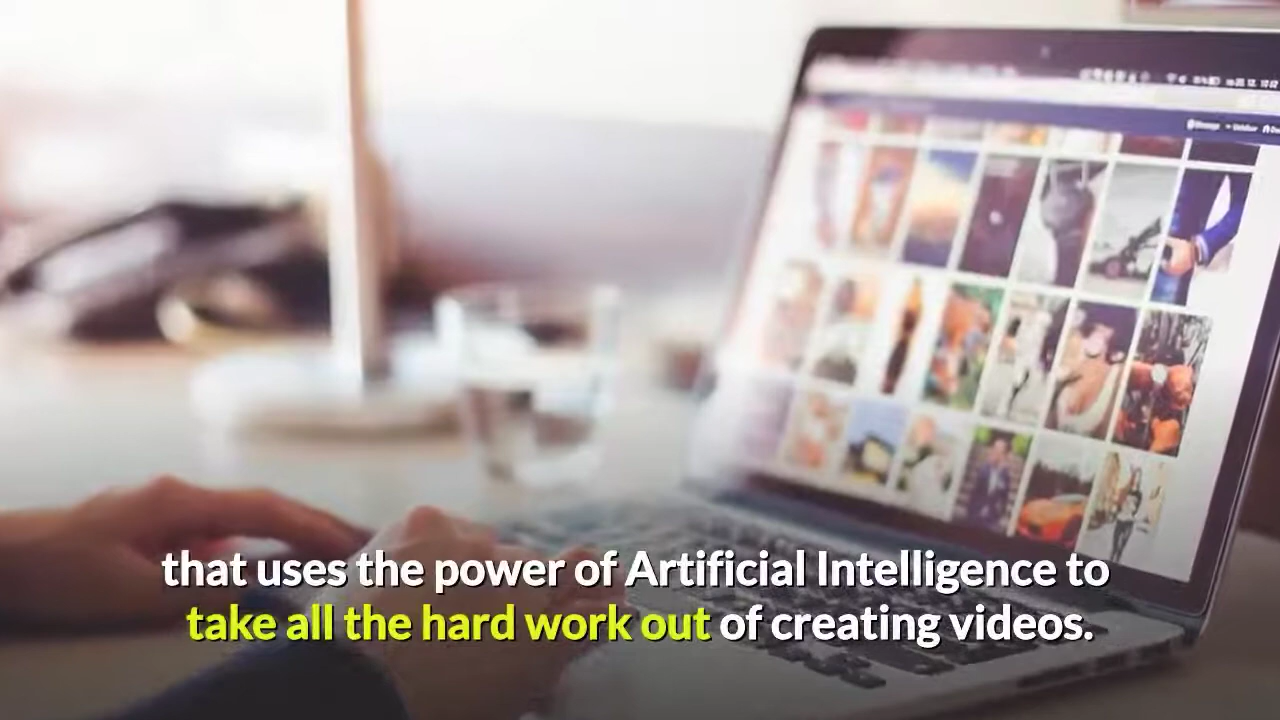 that uses the power of Artificial Intelligence to
take all the hard work out of creating videos.